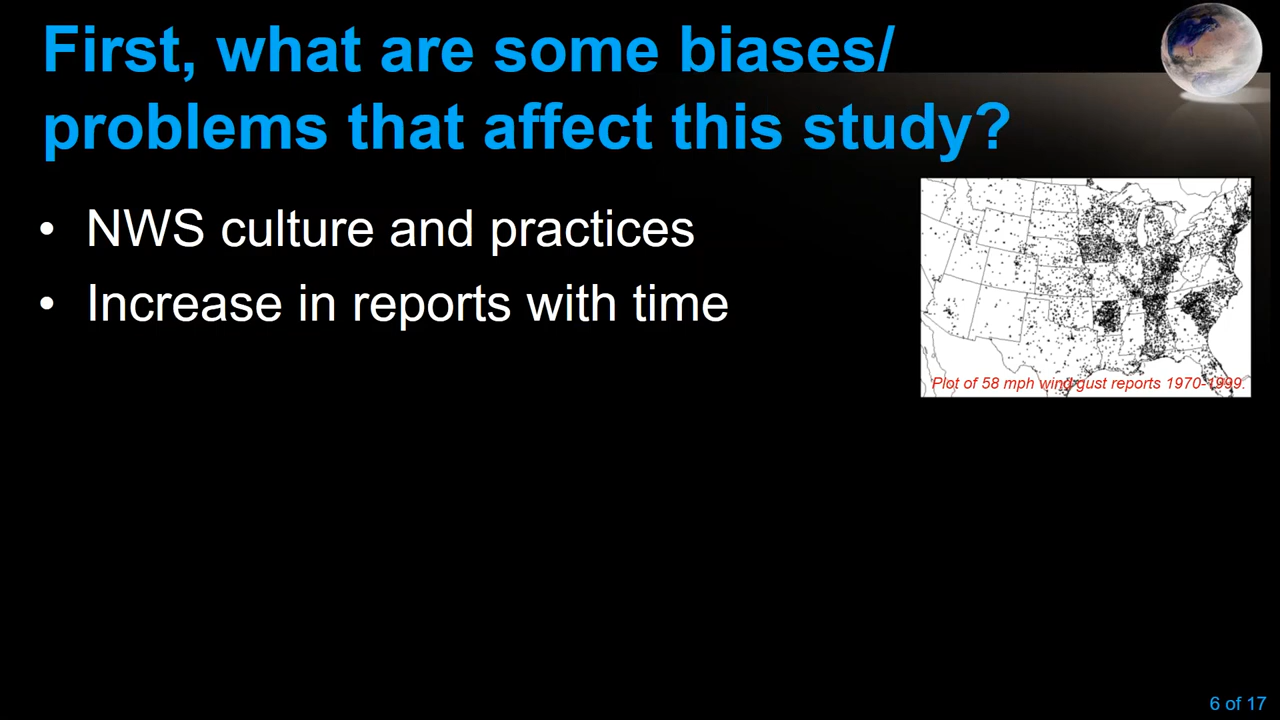 First, what are some biases/
problems that affect this study?
• NWS culture and practices
• Increase in reports with time
Plot of 58 mph wing gust reports 1970-1999.
6 of 17